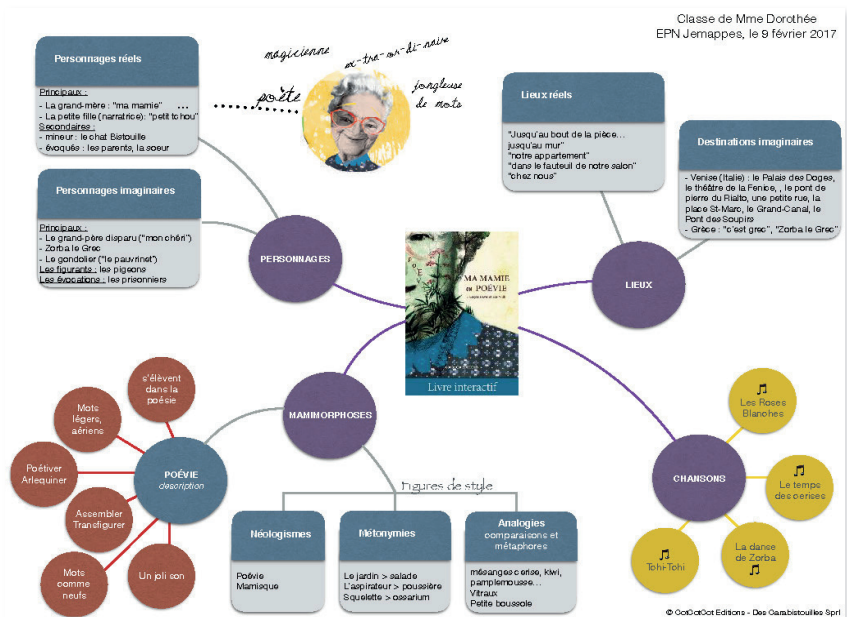 Classe de Mme Dorothée
EPN Jemappes, le 9 février 2017
Personnages réels
Principaux :
- La grand-mère : "ma mamie" ...
- La petite fille (narratrice): "petit tchou"
Secondaires :
- mineur : le chat Bistouille
- évoqués : les parents, la soeur
magicienne
ex-tra-or-di-naire
poète
jongleuse
de mots
Lieux réels
"Jusqu'au bout de la pièce...
jusqu'au mur"
"notre appartement"
"dans le fauteuil de notre salon"
"chez nous"
Destinations imaginaires
- Venise (Italie) : le Palais des Doges,
le théâtre de la Fenice, , le pont de
pierre du Rialto, une petite rue, la
place St-Marc, le Grand-Canal, le
Pont des Soupirs
- Grèce : "c'est grec", "Zorba le Grec"
Personnages imaginaires
Principaux :
- Le grand-père disparu ("mon chéri")
- Zorba le Grec
- Le gondolier ("le pauvrinet")
Les figurants : les pigeons
Les évocations : les prisonniers
PERSONNAGES
LIEUX
MA MAMIE
en POÉVIE
Livre interactif
MAMIMORPHOSES
CHANSONS
s'élèvent
dans la
poésie
Mots
légers,
aériens
Poétiver
Arlequiner
Assembler
Transfigurer
Mots
comme
neufs
Un joli son
POÉVIE
description
Figures de style
Néologismes
Poévie
Mamisque
Métonymies
Le jardin > salade
L'aspirateur > poussière
Squelette > ossarium
Analogies
comparaisons et
métaphores
mésanges cerise, kiwi,
pamplemousse...
Vitraux
Petite boussole
Les Roses
Blanches
Le temps
des cerises
La danse
de Zorba
Tchi-Tchi
© CotCotCot Editions - Des Carabistouilles Sprl